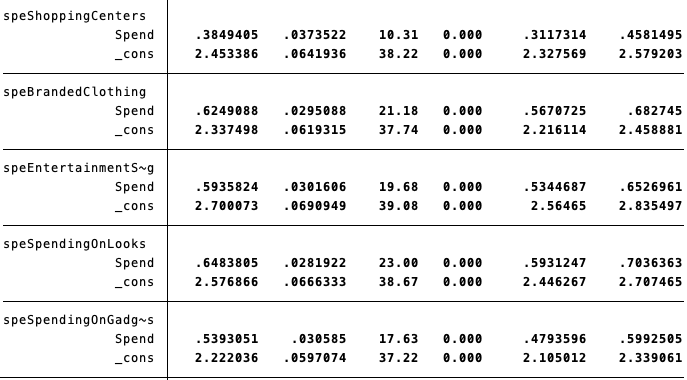 speShoppingCenters
Spend .3849405 .0373522 10.31 0.000 .3117314 .4581495
_cons 2.453386 .0641936 38.22 0.000 2.327569 2.579203
speBrandedClothing
Spend .6249088 .0295088 21.18 0.000 .5670725 .682745
_cons 2.337498 .0619315 37.74 0.000 2.216114 2.458881
speEntertainmentS~g
Spend .5935824 .0301606 19.68 0.000 .5344687 .6526961
_cons 2.700073 .0690949 39.08 0.000 2.56465 2.835497
speSpendingOnLooks
Spend .6483805 .0281922 23.00 0.000 .5931247 .7036363
_cons 2.576866 .0666333 38.67 0.000 2.446267 2.707465
speSpendingOnGadg~s
Spend .5393051 .030585 17.63 0.000 .4793596 .5992505
_cons 2.222036 .0597074 37.22 0.000 2.105012 2.339061